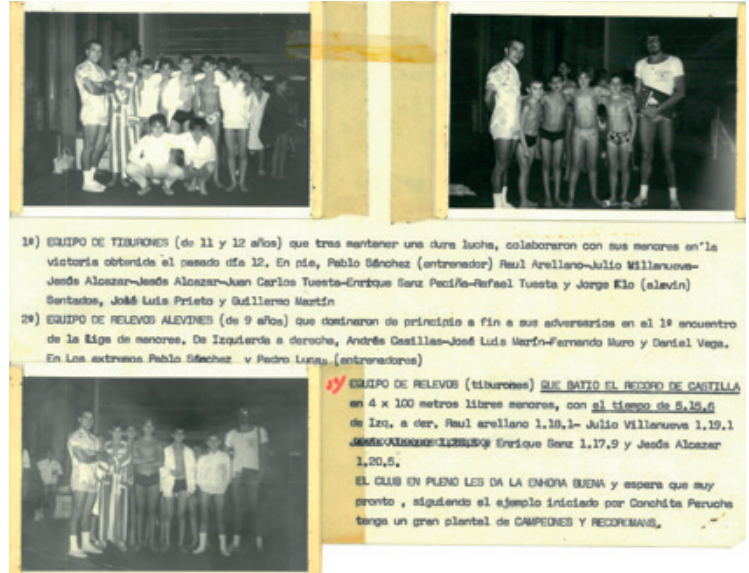 1º) EQUIPO DE TIBURONES (de 11 y 12 años) que tras mantener una dura lucha, colaboraron con sus menores en la
victoria obtenida el pasado día 12. En pie, Pablo Sánchez (entrenador) Raul Arellano-Julio Villanueva-
Jesús Alcazar-Jesús Alcazar-Juan Carlos Tuesta-Enrique Sanz Paciña-Rafael Tuesta y Jorge Klo (alevin)
Sentados, José Luis Prieto y Guillermo Martín
2º) EQUIPO DE RELEVOS ALEVINES (de 9 años) que dominaron de principio a fin a sus adversarios en el 1º encuentro
de la Liga de menores. De Izquierda a derecha, Andrés Casillas-José Luis Marín-Fernando Muro y Daniel Vega.
En Los extremos Pablo Sánchez y Pedro Lucas (entrenadores)
3) EQUIPO DE RELEVOS (tiburones) QUE BATIO EL RECORD DE CASTILLA
en 4 x 100 metros libres menores, con el tiempo de 5,15,6
de Izq. a der. Raul arellano 1.18,1- Julio Villanueva 1,19,1
Enrique Sanz 1,17,9 y Jesús Alcazar
1,20,5.
EL CLUB EN PLENO LES DA LA ENHORA BUENA y espera que muy
pronto , siguiendo el ejemplo iniciado por Conchita Perucha
tenga un gran plantel de CAMPEONES Y RECORDMANS.